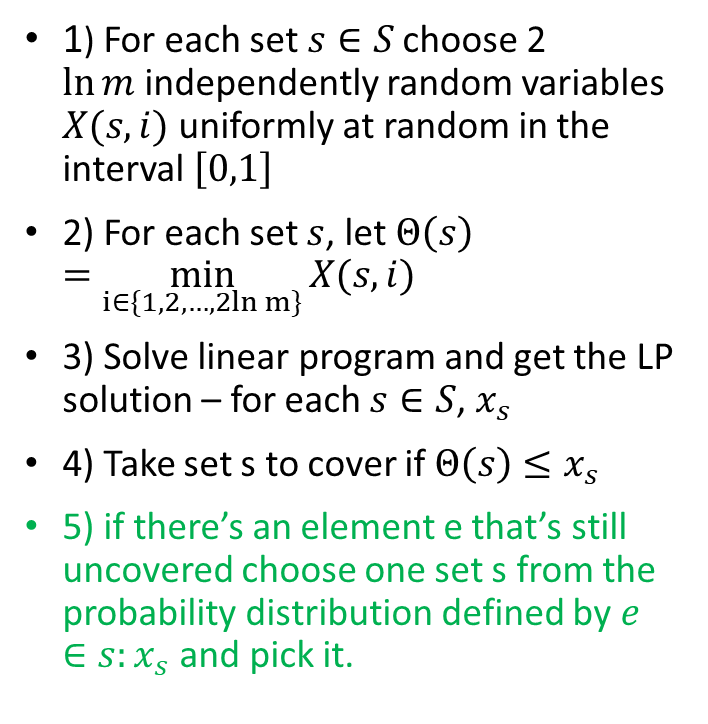 • 1) For each set s ∈ S choose 2
ln m independently random variables
X(s, i) uniformly at random in the
interval [0,1]
• 2) For each set s, let Θ(s)
= min X(s, i)
i∈{1,2,...,2ln m}
• 3) Solve linear program and get the LP
solution – for each s ∈ S, xₛ
• 4) Take set s to cover if Θ(s) ≤ xₛ
• 5) if there's an element e that's still
uncovered choose one set s from the
probability distribution defined by e
∈ s: xₛ and pick it.